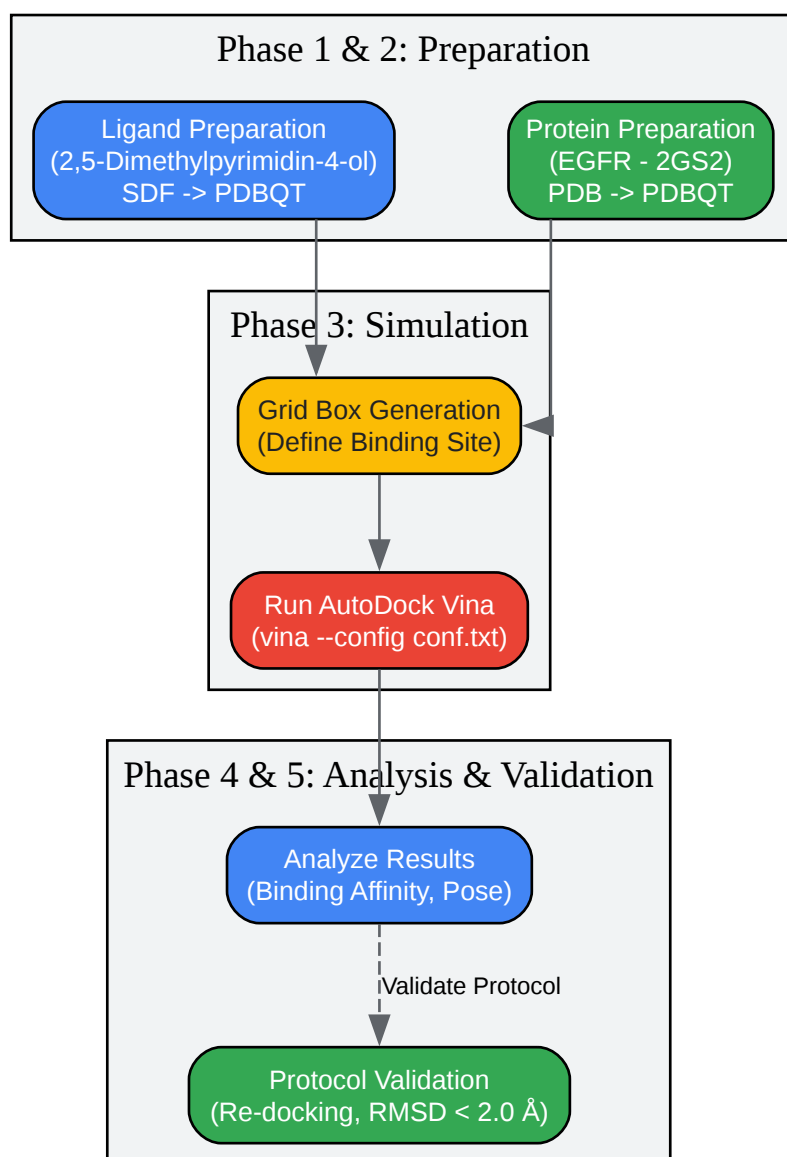 Phase 1 & 2: Preparation
Ligand Preparation
(2,5-Dimethylpyrimidin-4-ol)
SDF -> PDBQT
Protein Preparation
(EGFR - 2GS2)
PDB -> PDBQT
Phase 3: Simulation
Grid Box Generation
(Define Binding Site)
Run AutoDock Vina
(vina --config conf.txt)
Phase 4 & 5: Analysis & Validation
Analyze Results
(Binding Affinity, Pose)
Validate Protocol
Protocol Validation
(Re-docking, RMSD < 2.0 Å)